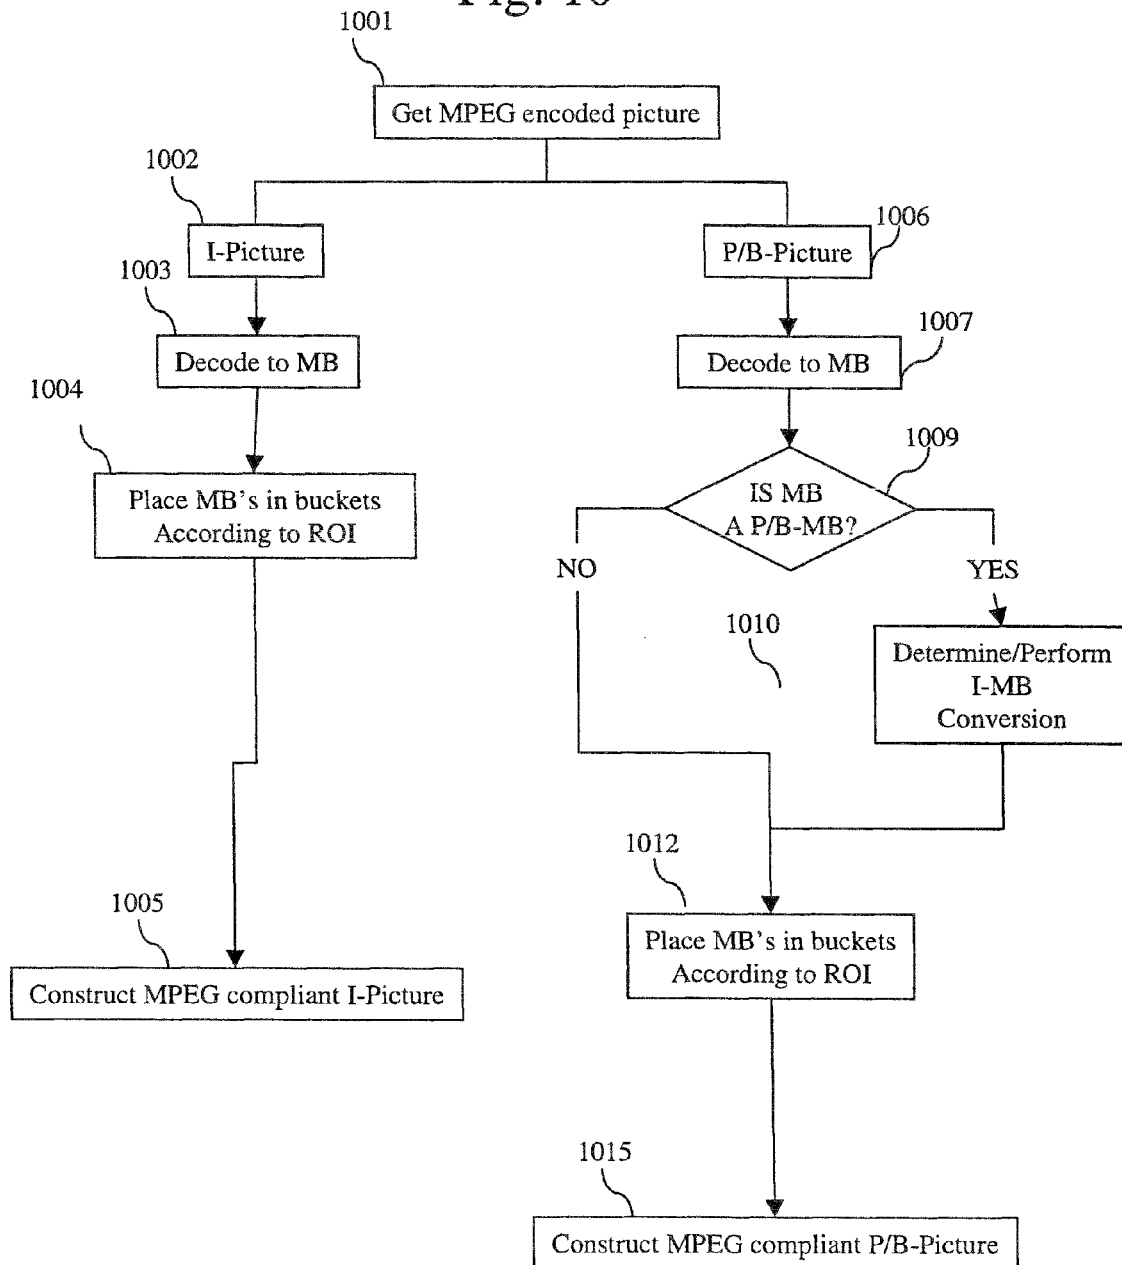 Fig. 10
1001
Get MPEG encoded picture
1002
I-Picture
1006
P/B-Picture
1003
Decode to MB
1007
Decode to MB
1004
Place MB's in buckets
According to ROI
1009
IS MB
A P/B-MB?
NO
YES
1010
Determine/Perform
I-MB
Conversion
1012
Place MB's in buckets
According to ROI
1005
Construct MPEG compliant I-Picture
1015
Construct MPEG compliant P/B-Picture